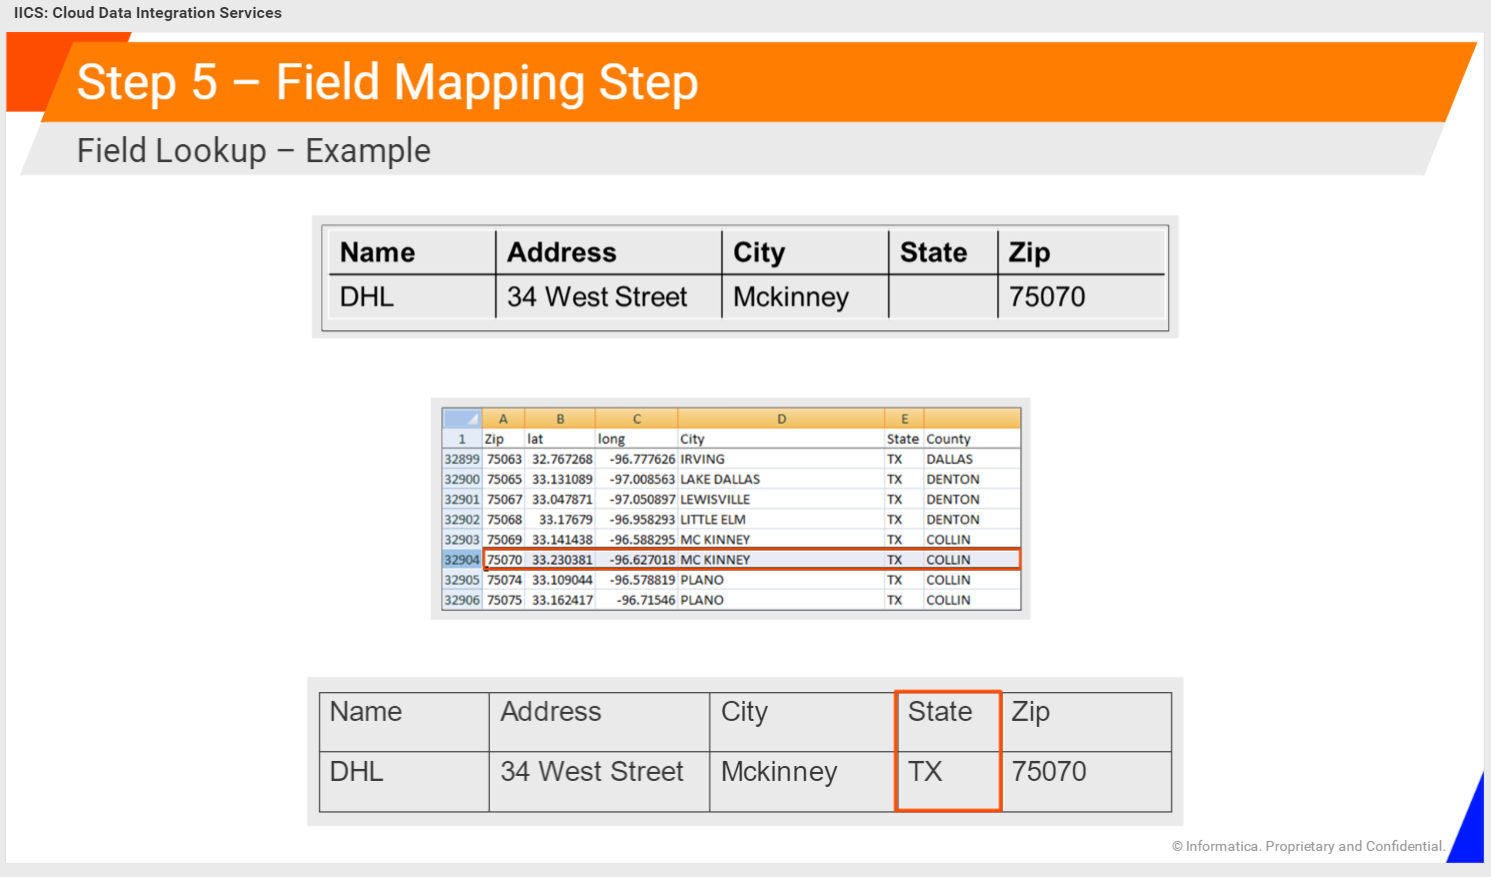 IICS: Cloud Data Integration Services
Step 5 – Field Mapping Step
Field Lookup – Example
Name Address City State Zip
DHL 34 West Street Mckinney 75070
A B C D E
1 Zip lat long City State County
32899 75063 32.767268 -96.777626 IRVING TX DALLAS
32900 75065 33.131089 -97.008563 LAKE DALLAS TX DENTON
32901 75067 33.047871 -97.050897 LEWISVILLE TX DENTON
32902 75068 33.17679 -96.958293 LITTLE ELM TX DENTON
32903 75069 33.141438 -96.588295 MC KINNEY TX COLLIN
32904 75070 33.230381 -96.627018 MC KINNEY TX COLLIN
32905 75074 33.109044 -96.578819 PLANO TX COLLIN
32906 75075 33.162417 -96.71546 PLANO TX COLLIN
Name Address City State Zip
DHL 34 West Street Mckinney TX 75070
© Informatica. Proprietary and Confidential.